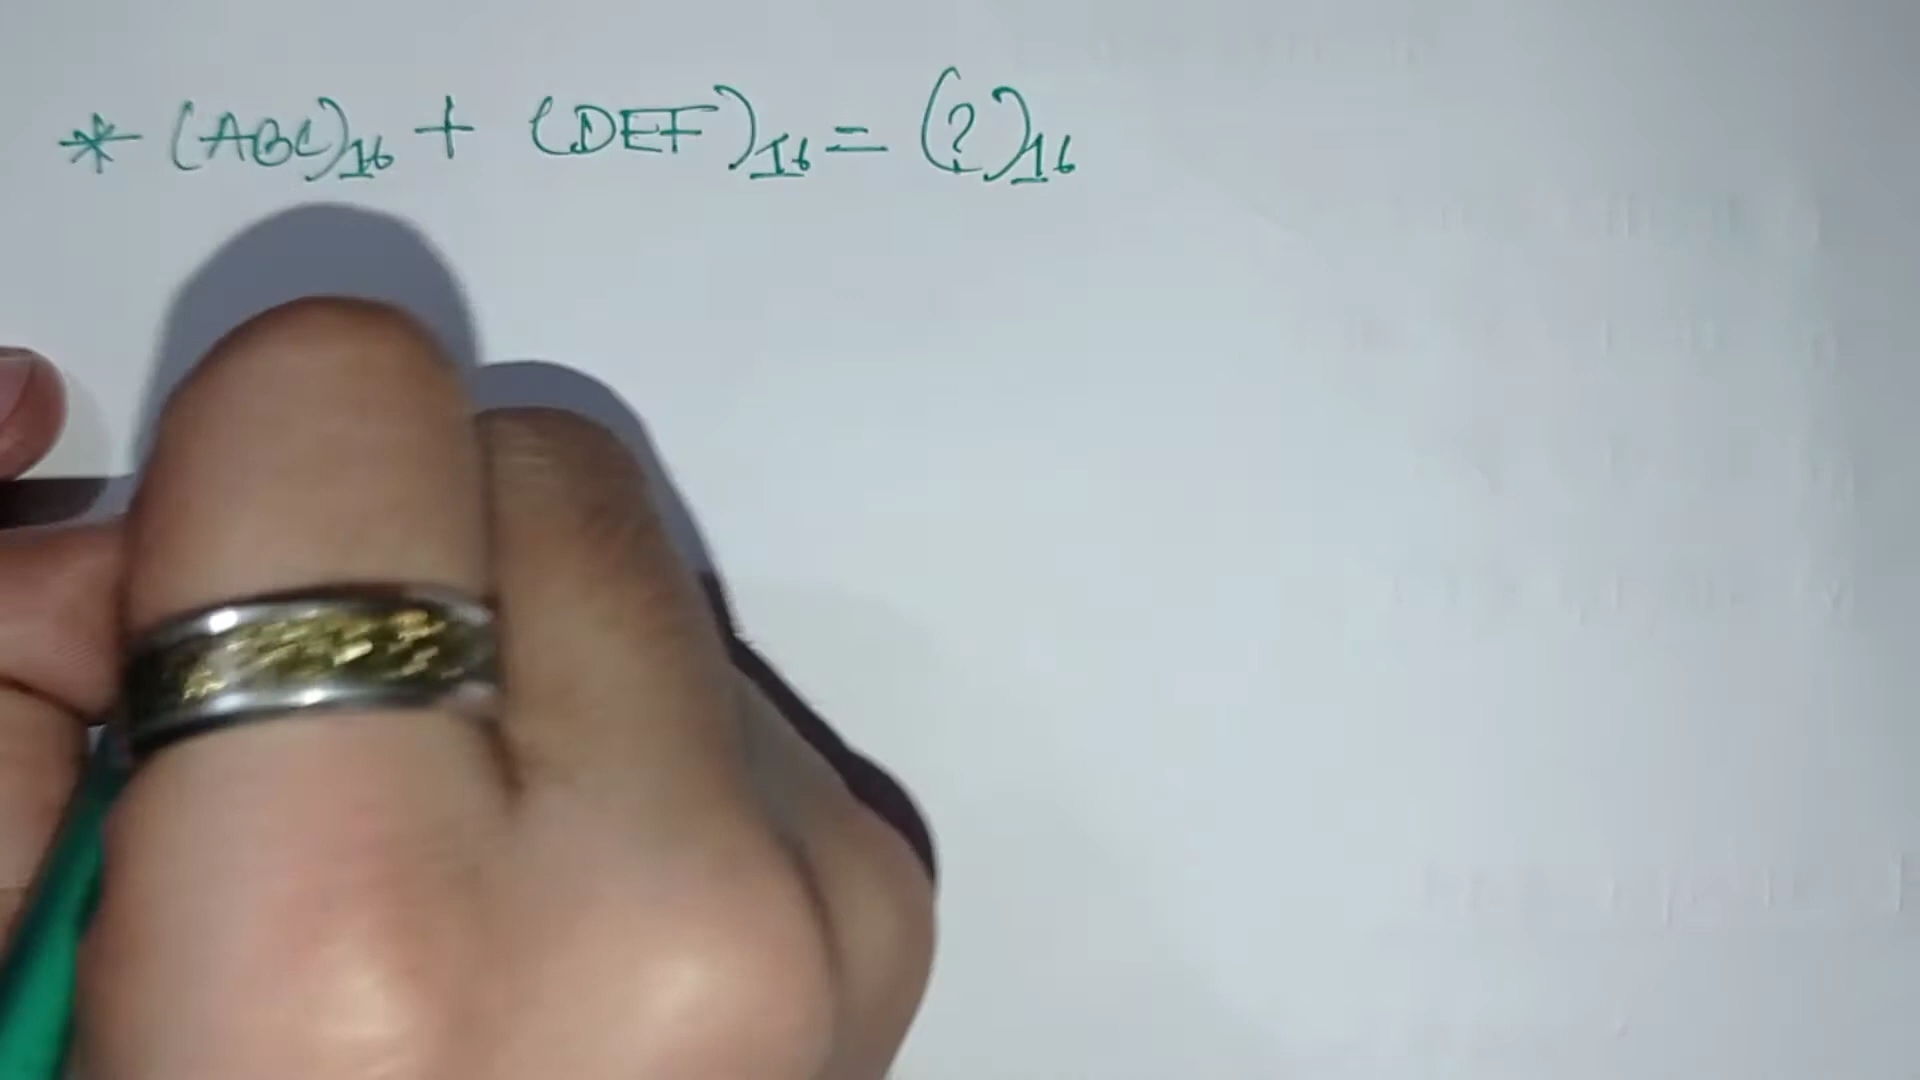 * (ABC)16 + (DEF)16 = (?)16